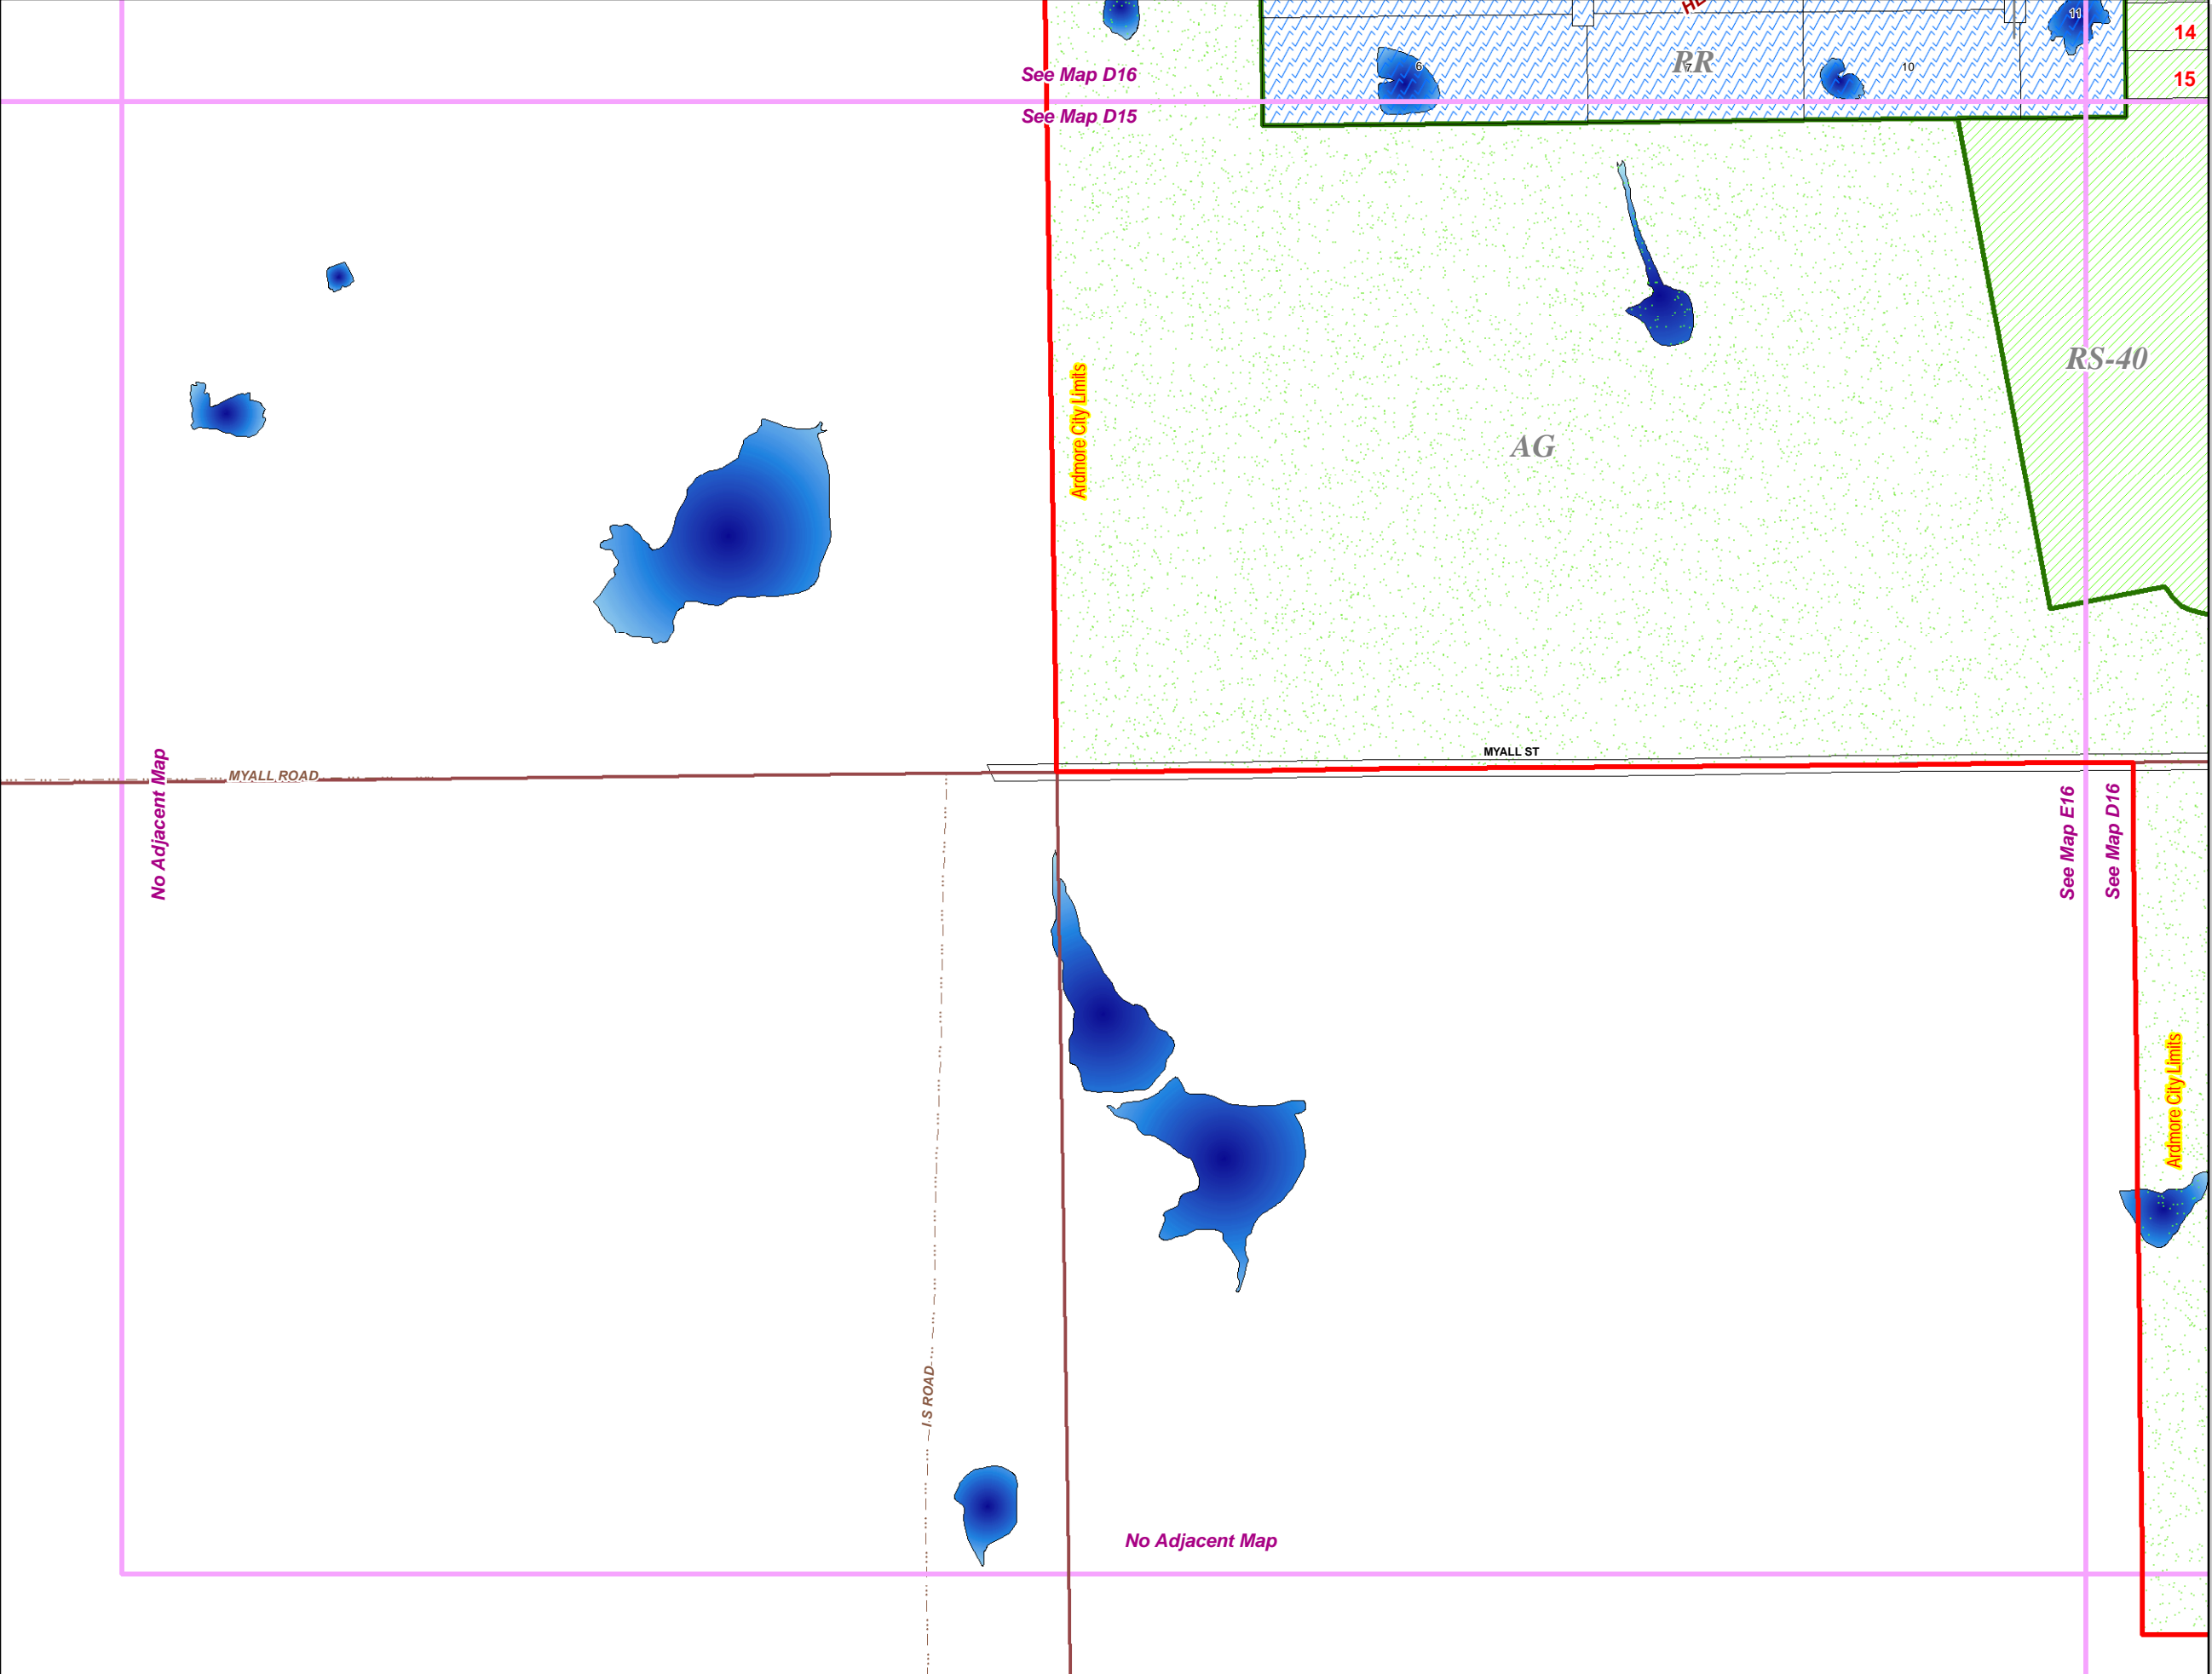 11
14
6
RR
7
10
See Map D16
15
See Map D15
RS-40
Ardmore City Limits
AG
MYALL ST
MYALL ROAD
No Adjacent Map
See Map E16
See Map D16
Ardmore City Limits
I S ROAD
No Adjacent Map